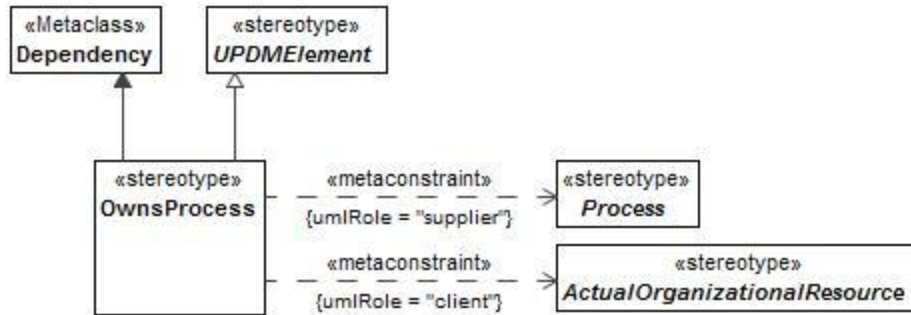 «Metaclass»
Dependency
«stereotype»
UPDMElement
«stereotype»
OwnsProcess
«metaconstraint»
{umlRole = "supplier"}
«stereotype»
Process
«metaconstraint»
{umlRole = "client"}
«stereotype»
ActualOrganizationalResource